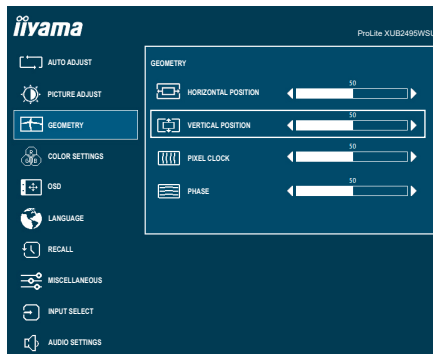 iiyama
ProLite XUB2495WSU
AUTO ADJUST
PICTURE ADJUST
GEOMETRY
COLOR SETTINGS
R
G B
OSD
LANGUAGE
RECALL
MISCELLANEOUS
INPUT SELECT
AUDIO SETTINGS
GEOMETRY
HORIZONTAL POSITION
50
VERTICAL POSITION
50
PIXEL CLOCK
50
PHASE
50